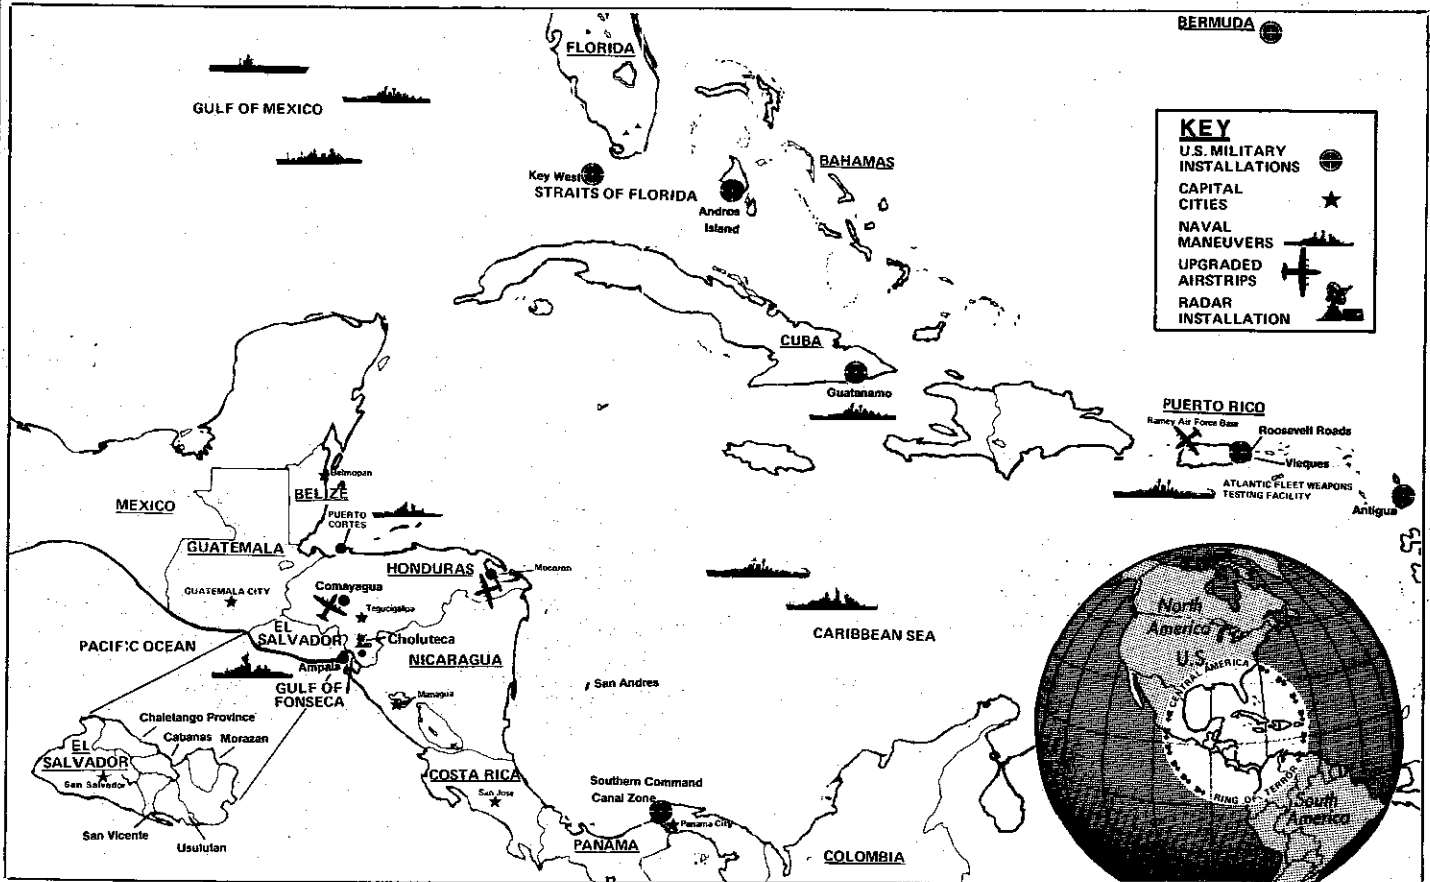 BERMUDA
FLORIDA
GULF OF MEXICO
KEY
U.S. MILITARY
INSTALLATIONS
CAPITAL
CITIES
NAVAL
MANEUVERS
UPGRADED
AIRSTRIPS
RADAR
INSTALLATION
BAHAMAS
Key West
STRAITS OF FLORIDA
Andros
Island
CUBA
Guatanamo
PUERTO RICO
Ramey Air Force Base
Roosevelt Roads
Vieques
ATLANTIC FLEET WEAPONS
TESTING FACILITY
Antigua
Belmopan
BELIZE
MEXICO
PUERTO
CORTES
GUATEMALA
HONDURAS
Mocoron
GUATEMALA CITY
Comayagua
Tegucigalpa
EL
SALVADOR
Choluteca
PACIFIC OCEAN
NICARAGUA
CARIBBEAN SEA
Ampala
GULF OF
FONSECA
San Andres
Managua
Chaletango Province
Cabanas
Morazan
EL
SALVADOR
San Salvador
San Vicente
Usulutan
COSTA RICA
San Jose
Southern Command
Canal Zone
Panama City
PANAMA
COLOMBIA
North
America
U.S.
CENTRAL AMERICA
RING OF TERROR
South
America